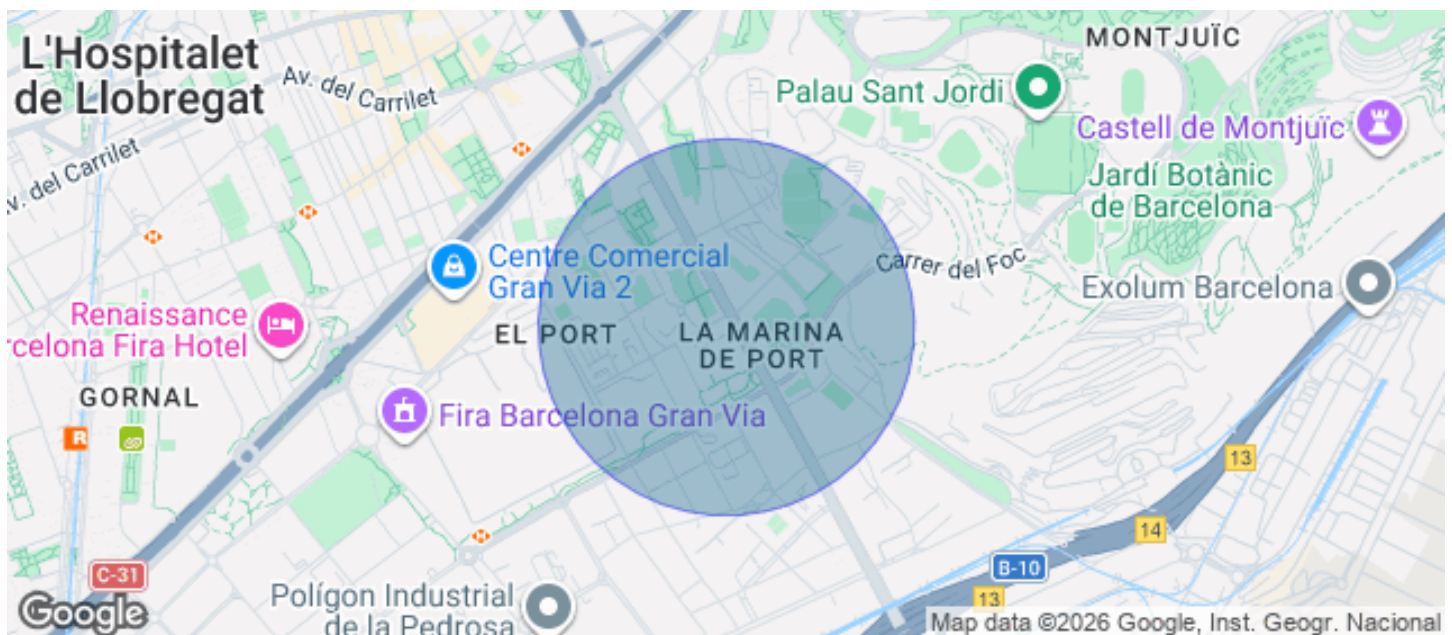 MONTJUÏC
L'Hospitalet
de Llobregat
Av. del Carrilet
Palau Sant Jordi
Castell de Montjuïc
Av. del Carrilet
Jardí Botànic
de Barcelona
Centre Comercial
Gran Via 2
Carrer del Foc
Exolum Barcelona
Renaissance
rcelona Fira Hotel
EL PORT
LA MARINA
DE PORT
GORNAL
Fira Barcelona Gran Via
R
13
14
C-31
B-10
Polígon Industrial
de la Pedrosa
13
Google
Map data ©2026 Google, Inst. Geogr. Nacional